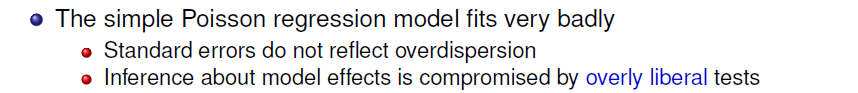 The simple Poisson regression model fits very badly
Standard errors do not reflect overdispersion
Inference about model effects is compromised by overly liberal tests